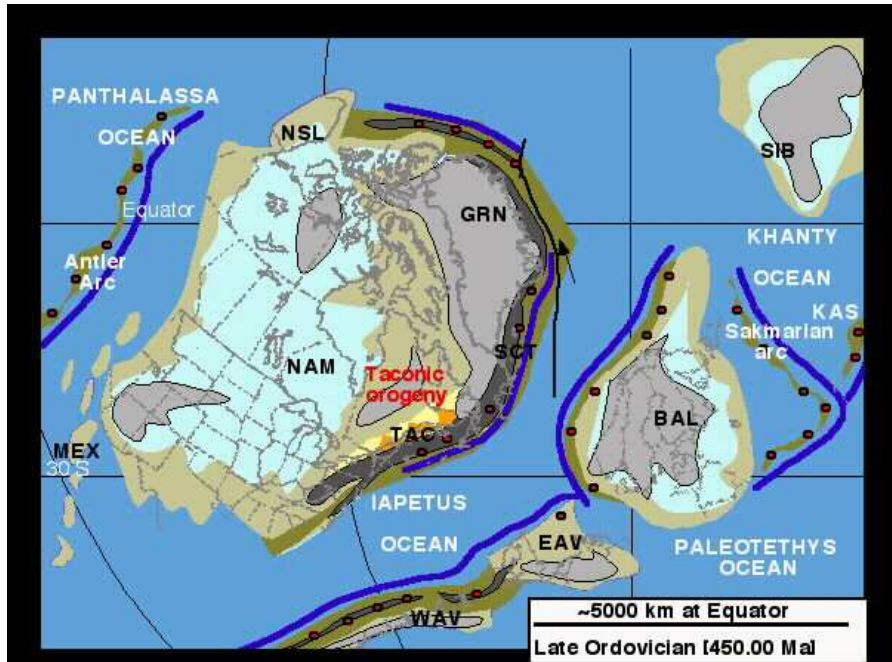 PANTHALASSA
OCEAN
NSL
SIB
Equator
GRN
KHANTY
OCEAN
Antler
Arc
KAS
Sakmarian
arc
SCT
NAM
Taconic
orogeny
TAC
BAL
MEX
30 S
IAPETUS
OCEAN
EAV
PALEOTETHYS
OCEAN
WAV
~5000 km at Equator
Late Ordovician [450.00 Ma]